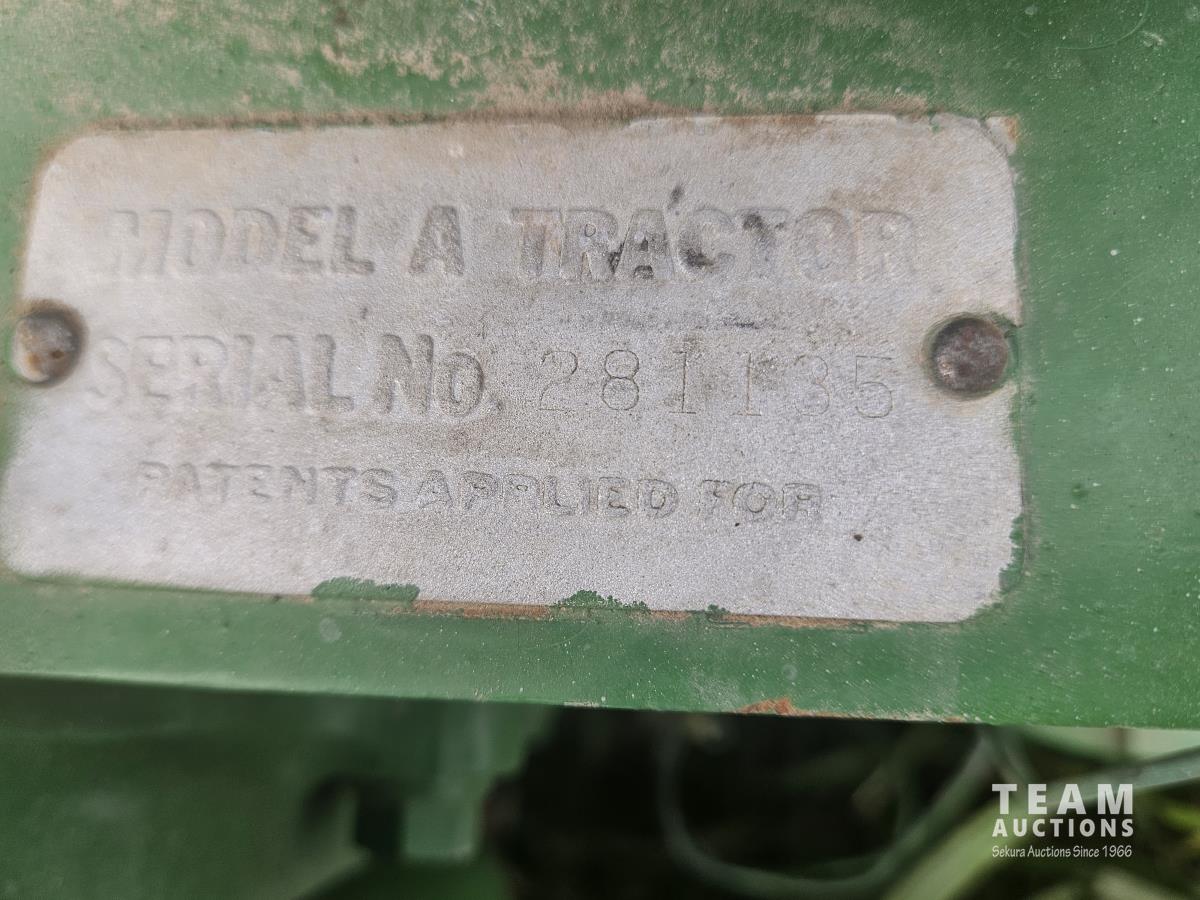 MODEL A TRACTOR
SERIAL No. 281135
PATENTS APPLIED FOR
TEAM
AUCTIONS
Sekura Auctions Since 1966